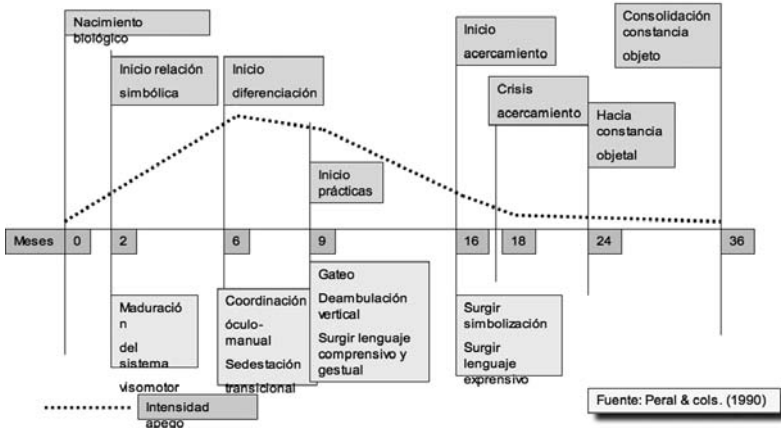 Nacimiento
biológico
Inicio relación
simbólica
Inicio
diferenciación
Inicio
prácticas
Inicio
acercamiento
Crisis
acercamiento
Hacia
constancia
objetal
Consolidación
constancia
objeto
Meses
0
2
6
9
16
18
24
36
Maduració
n
del
sistema
visomotor
Coordinación
óculo-
manual
Sedestación
transicional
Gateo
Deambulación
vertical
Surgir lenguaje
comprensivo y
gestual
Surgir
simbolización
Surgir
lenguaje
exprensivo
Intensidad
apego
Fuente: Peral & cols. (1990)